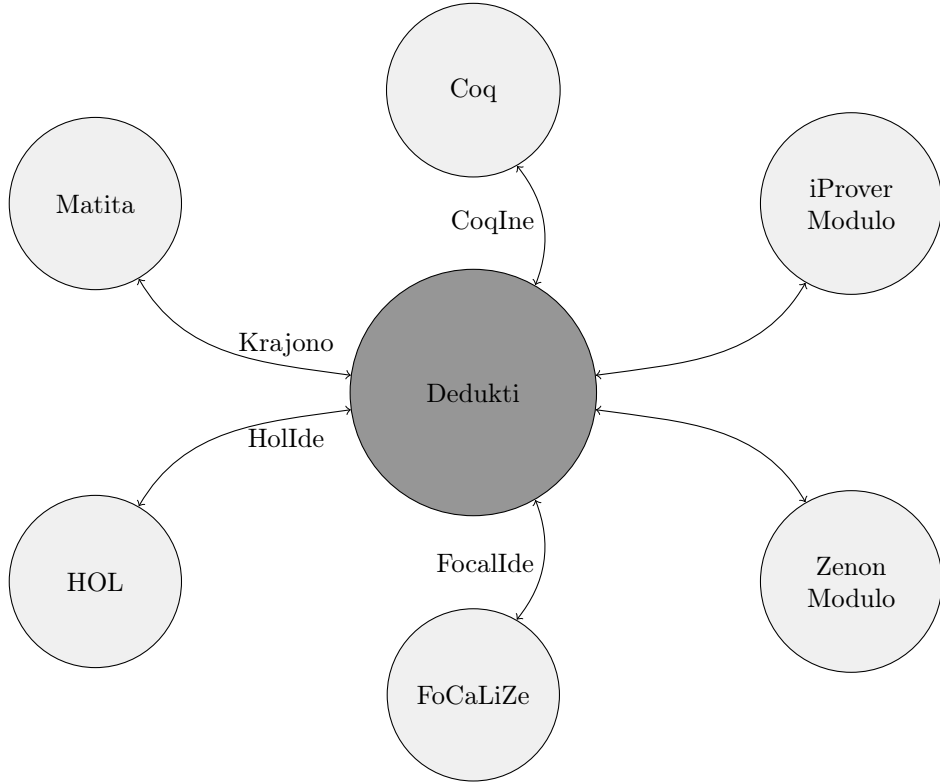 Coq
Matita
iProver
Modulo
CoqIne
Krajono
Dedukti
HolIde
FocalIde
HOL
Zenon
Modulo
FoCaLiZe